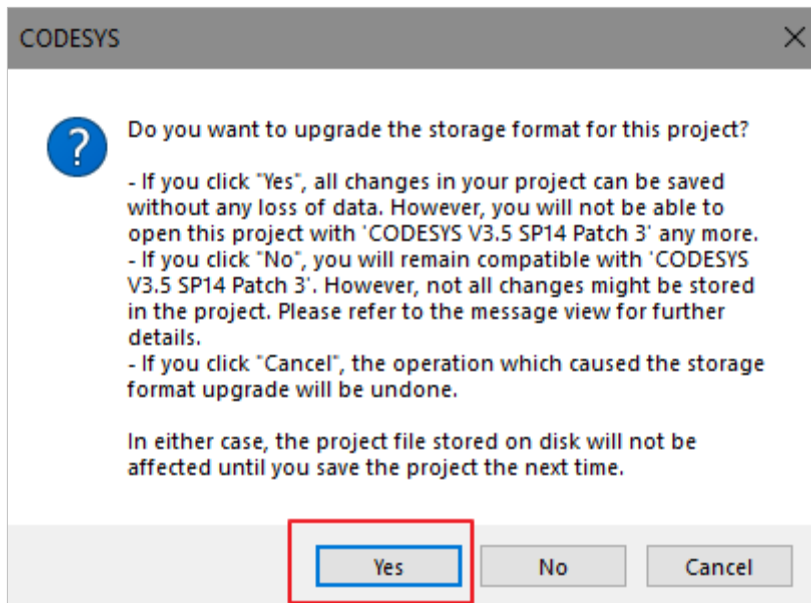 CODESYS
Do you want to upgrade the storage format for this project?
- If you click "Yes", all changes in your project can be saved
without any loss of data. However, you will not be able to
open this project with 'CODESYS V3.5 SP14 Patch 3' any more.
- If you click "No", you will remain compatible with 'CODESYS
V3.5 SP14 Patch 3'. However, not all changes might be stored
in the project. Please refer to the message view for further
details.
- If you click "Cancel", the operation which caused the storage
format upgrade will be undone.
In either case, the project file stored on disk will not be
affected until you save the project the next time.
Yes No Cancel